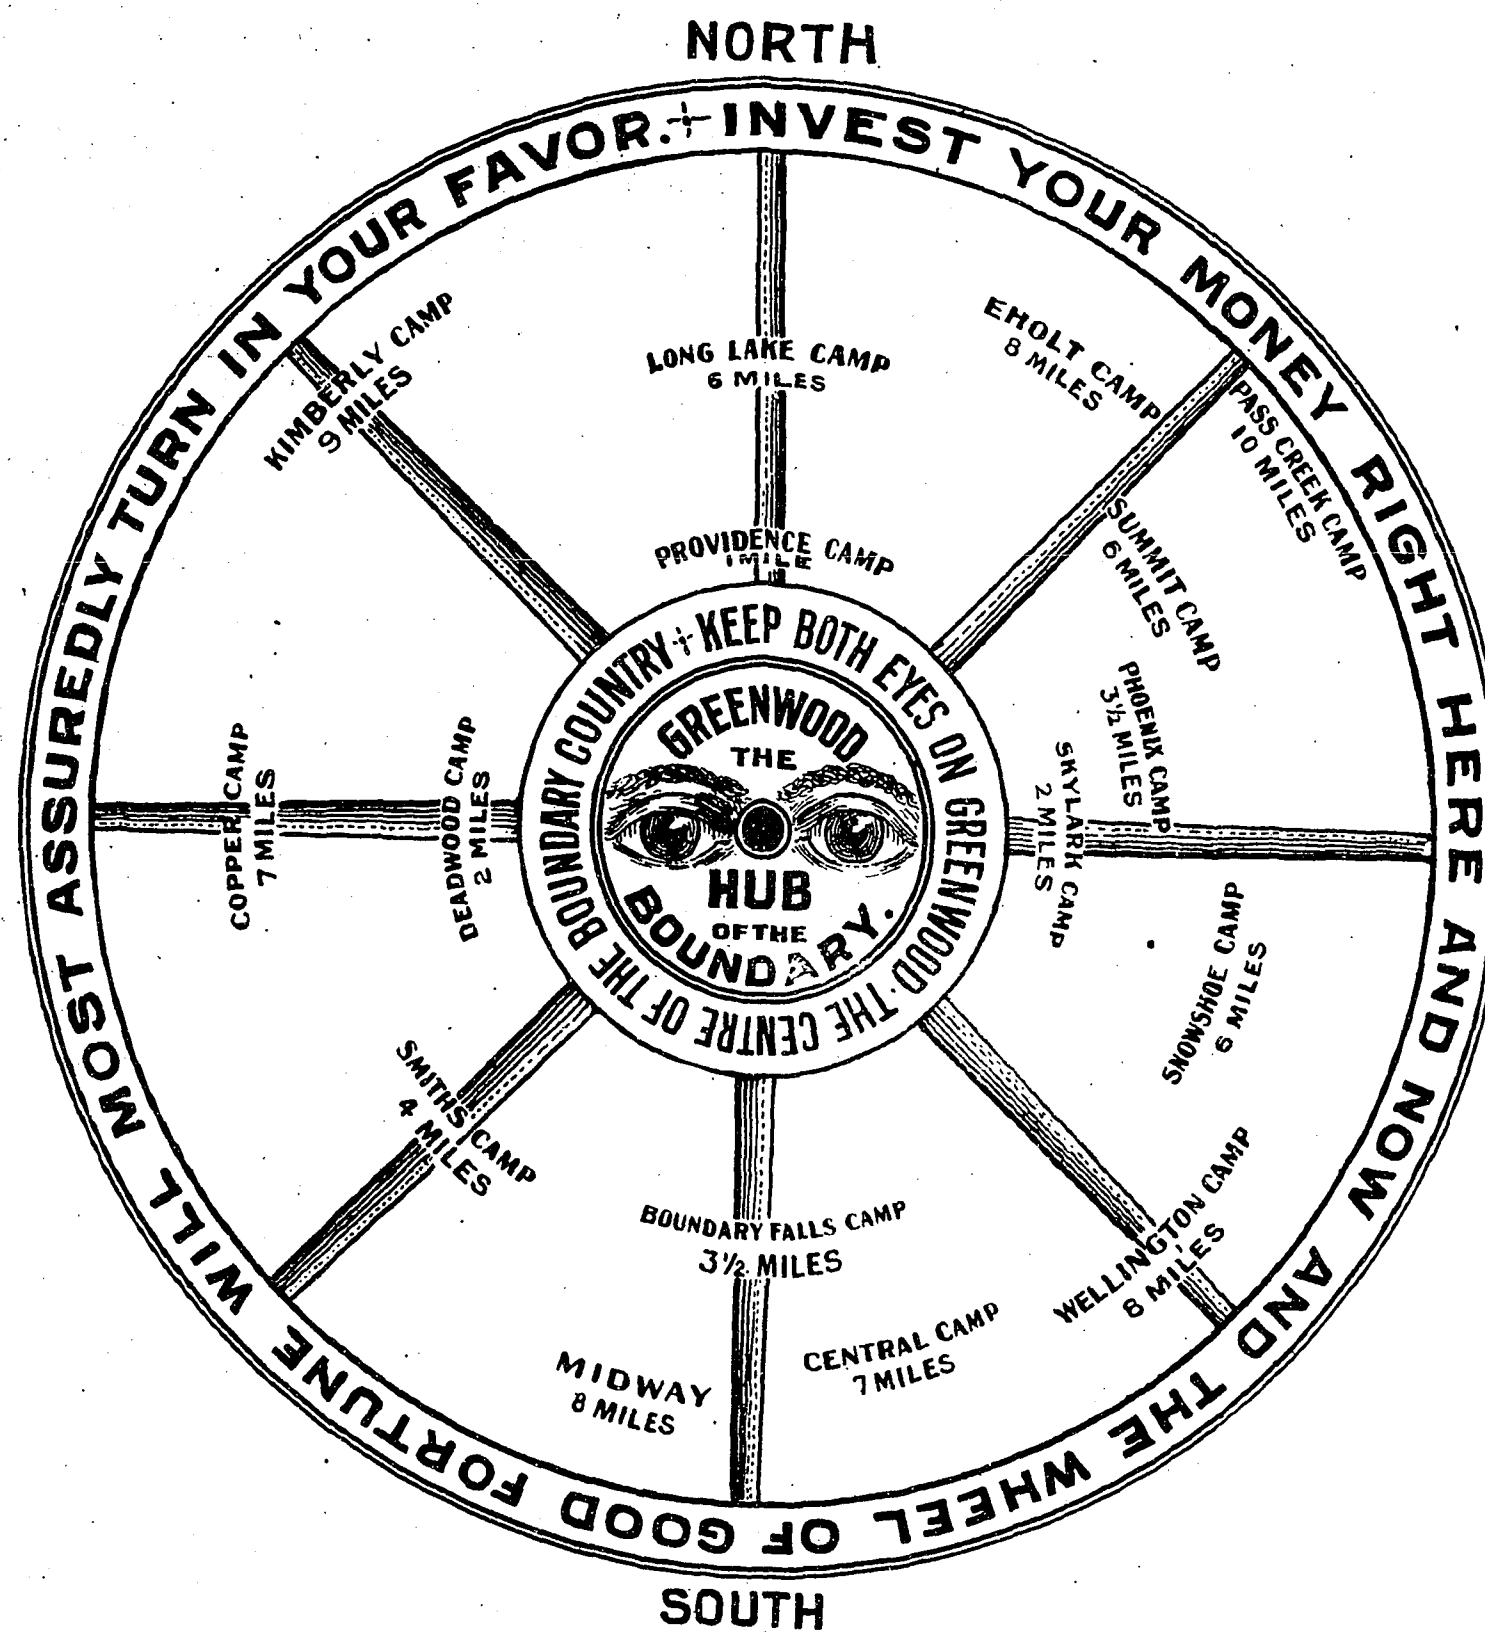 NORTH
INVEST YOUR MONEY RIGHT HERE AND NOW AND THE WHEEL OF GOOD FORTUNE WILL MOST ASSUREDLY TURN IN YOUR FAVOR.
KIMBERLY CAMP
9 MILES
LONG LAKE CAMP
6 MILES
EHOLT CAMP
8 MILES
PASS CREEK CAMP
10 MILES
PROVIDENCE CAMP
1 MILE
SUMMIT CAMP
6 MILES
PHOENIX CAMP
3½ MILES
SKYLARK CAMP
2 MILES
COPPER CAMP
7 MILES
DEADWOOD CAMP
2 MILES
KEEP BOTH EYES ON GREENWOOD · THE CENTRE OF THE BOUNDARY COUNTRY
GREENWOOD
THE
HUB
OF THE
BOUNDARY.
SNOWSHOE CAMP
6 MILES
SMITHS CAMP
4 MILES
BOUNDARY FALLS CAMP
3½ MILES
WELLINGTON CAMP
8 MILES
CENTRAL CAMP
7 MILES
MIDWAY
8 MILES
SOUTH